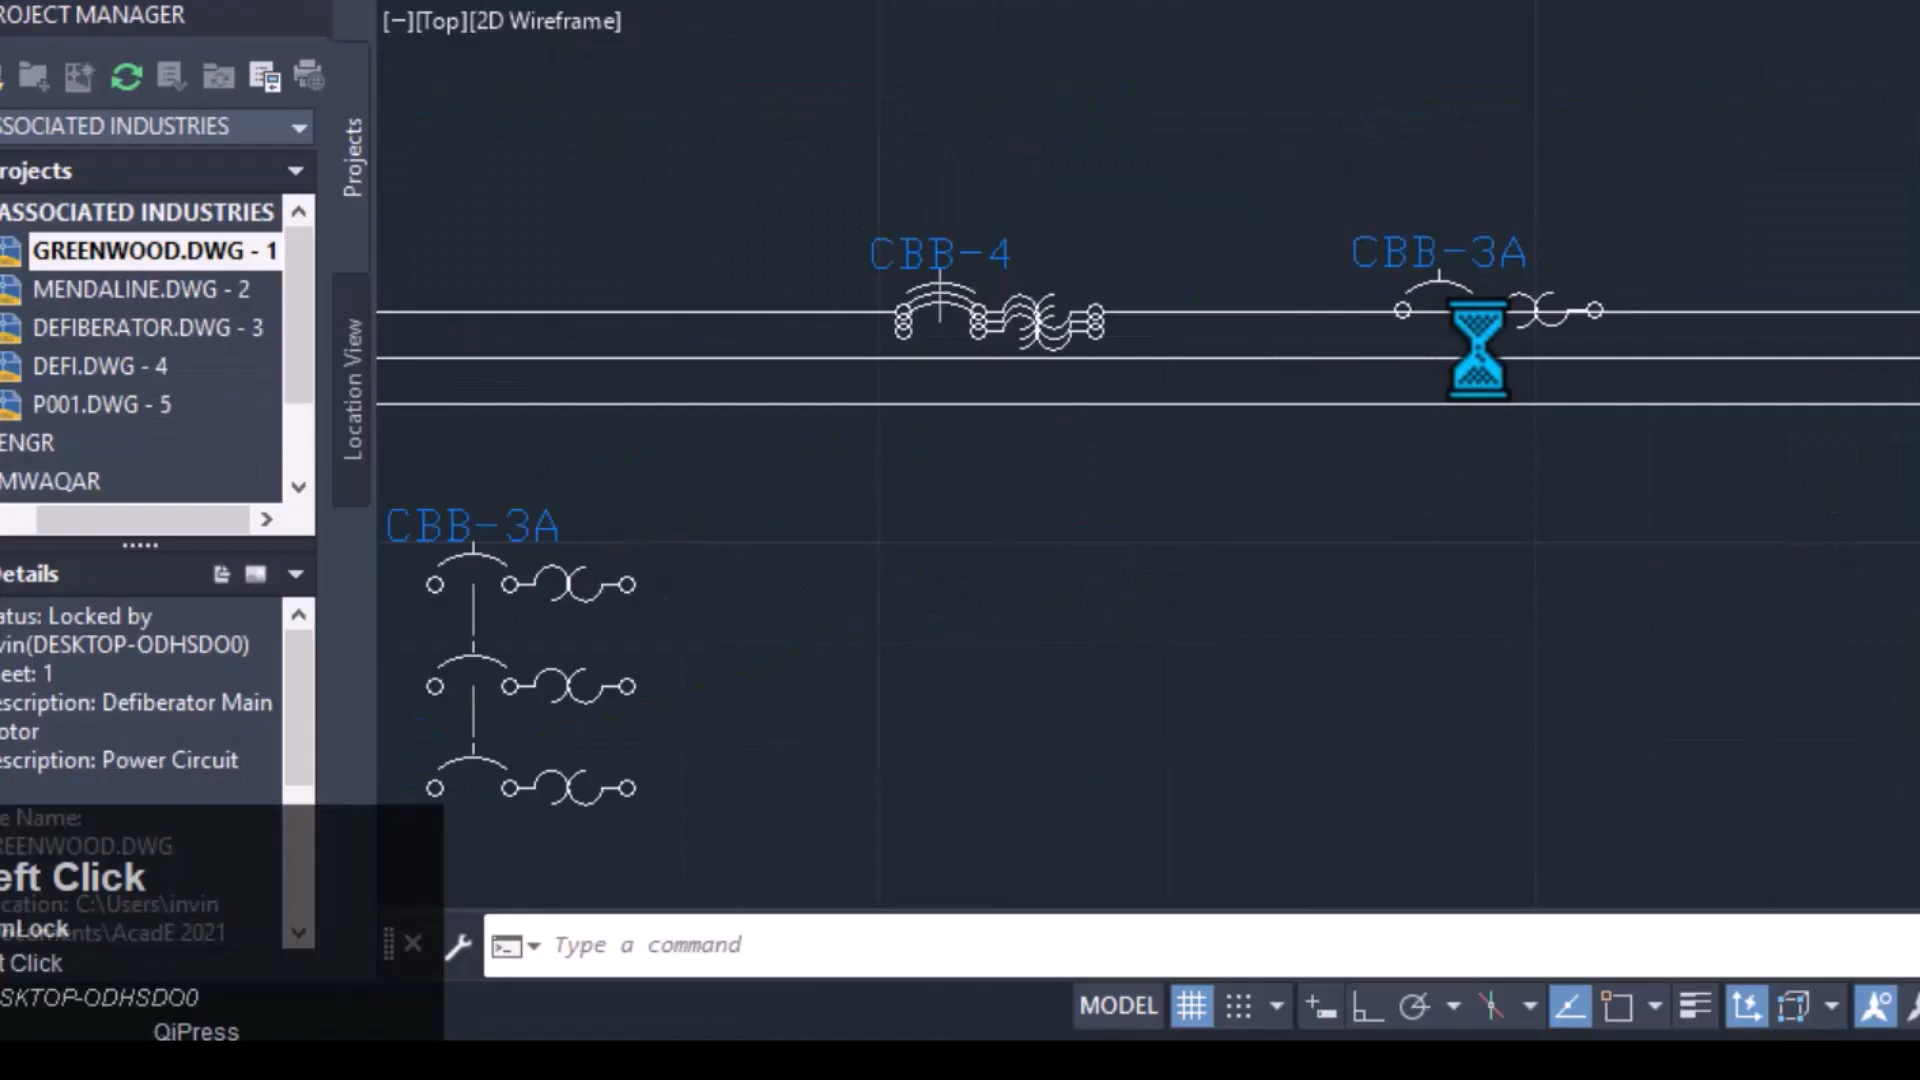 ROJECT MANAGER
[−][Top][2D Wireframe]
SSOCIATED INDUSTRIES
Projects
rojects
ASSOCIATED INDUSTRIES
GREENWOOD.DWG - 1
MENDALINE.DWG - 2
DEFIBERATOR.DWG - 3
DEFI.DWG - 4
P001.DWG - 5
ENGR
MWAQAR
Location View
CBB-4
CBB-3A
CBB-3A
etails
atus: Locked by
vin(DESKTOP-ODHSDO0)
eet: 1
escription: Defiberator Main
otor
escription: Power Circuit
e Name:
REENWOOD.DWG
eft Click
cation: C:\Users\invin
mLock
ocuments\AcadE 2021
t Click
SKTOP-ODHSDO0
QiPress
Type a command
MODEL